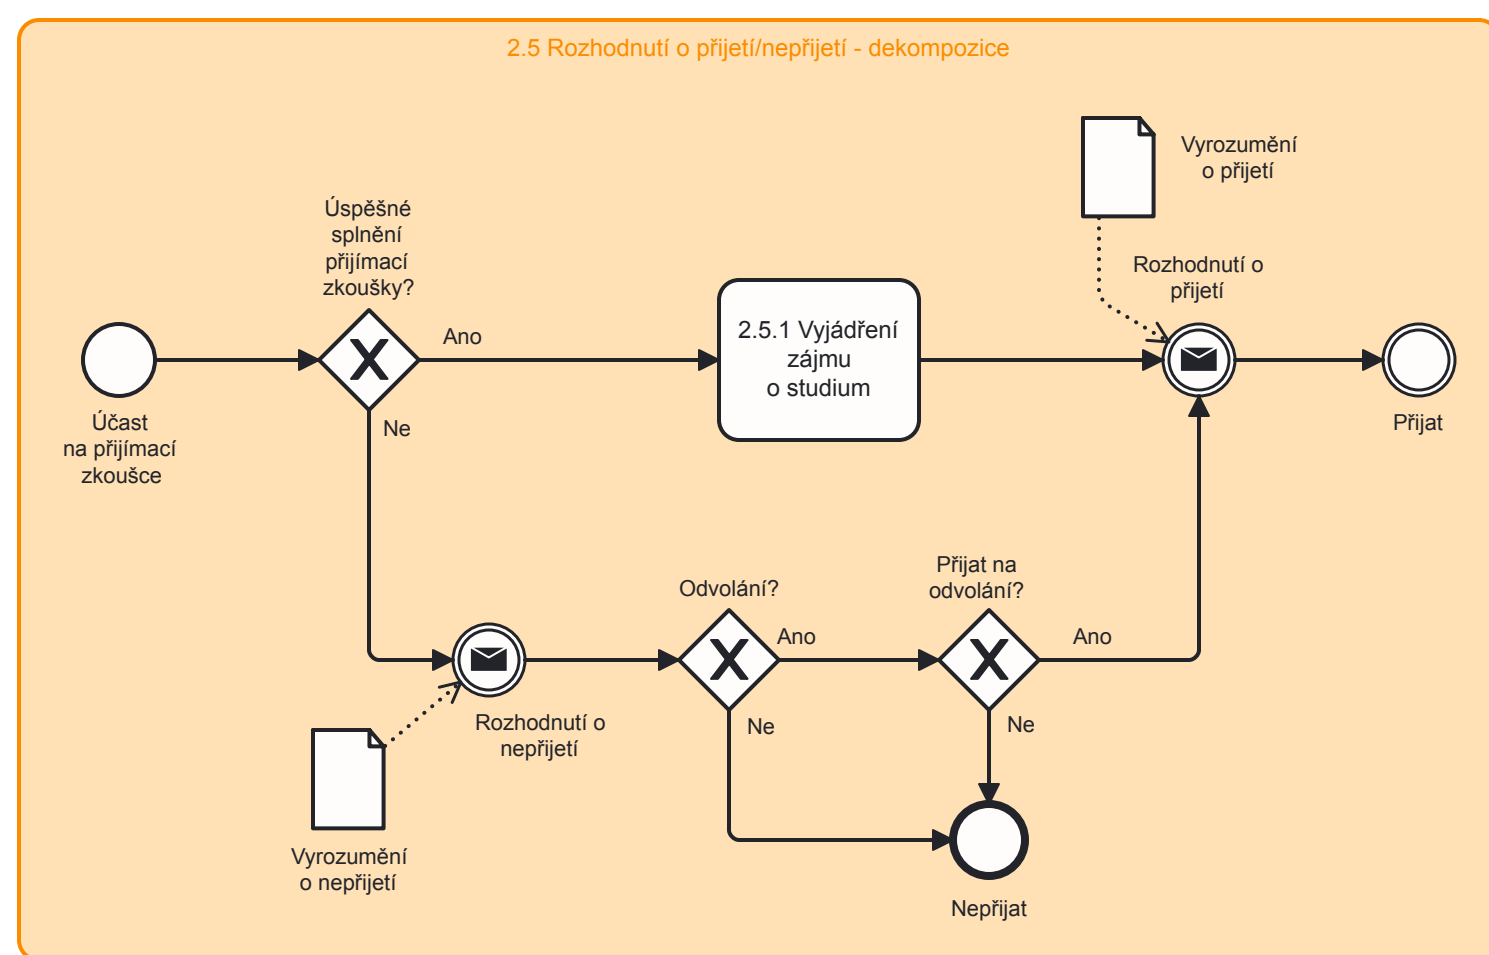 2.5 Rozhodnutí o přijetí/nepřijetí - dekompozice
Vyrozumění
o přijetí
Úspěšné
splnění
přijímací
zkoušky?
Rozhodnutí o
přijetí
Ano
2.5.1 Vyjádření
zájmu
o studium
Účast
na přijímací
zkoušce
Ne
Přijat
Odvolání?
Přijat na
odvolání?
Ano
Ano
Rozhodnutí o
nepřijetí
Ne
Ne
Vyrozumění
o nepřijetí
Nepřijat